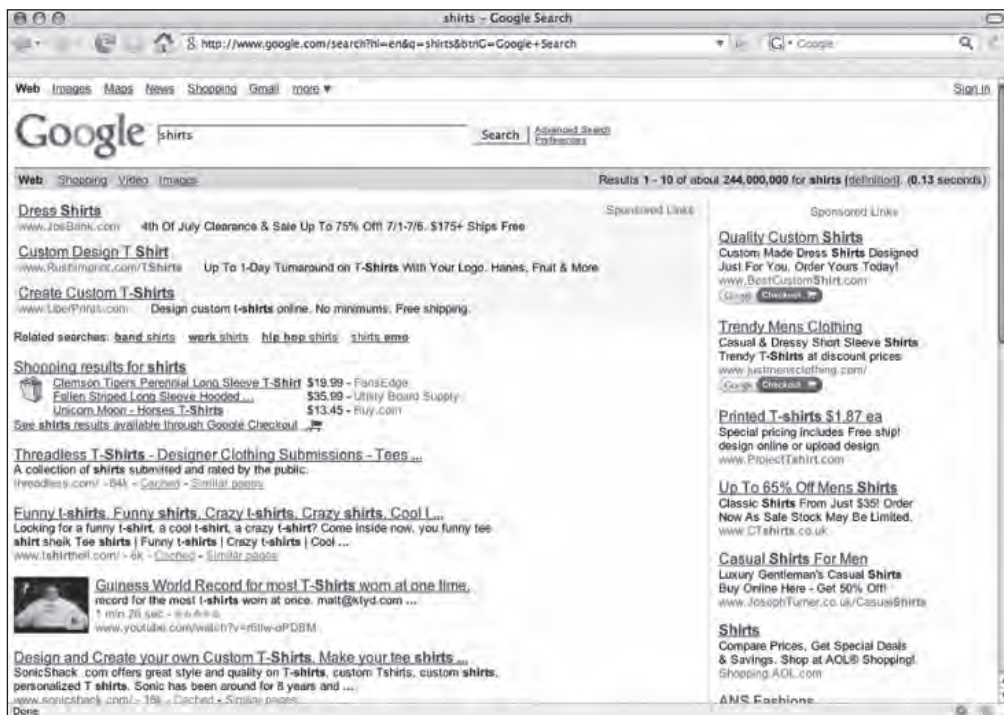 shirts - Google Search
http://www.google.com/search?hl=en&q=shirts&btnG=Google+Search
G Google
Web Images Maps News Shopping Gmail more ▼
Sign in
Google shirts Search
Advanced Search
Preferences
Web Shopping Video Images
Results 1 - 10 of about 244,000,000 for shirts [definition]. (0.13 seconds)
Dress Shirts
www.JosBank.com 4th Of July Clearance & Sale Up To 75% Off! 7/1-7/6. $175+ Ships Free
Sponsored Links
Custom Design T Shirt
www.RushImprint.com/TShirts Up To 1-Day Turnaround on T-Shirts With Your Logo. Hanes, Fruit & More
Create Custom T-Shirts
www.UberPrints.com Design custom t-shirts online. No minimums. Free shipping.
Related searches: band shirts work shirts hip hop shirts shirts emo
Shopping results for shirts
Clemson Tigers Perennial Long Sleeve T-Shirt $19.99 - FansEdge
Fallen Striped Long Sleeve Hooded ... $35.99 - Utility Board Supply
Unicorn Moon - Horses T-Shirts $13.45 - Buy.com
See shirts results available through Google Checkout
Threadless T-Shirts - Designer Clothing Submissions - Tees ...
A collection of shirts submitted and rated by the public.
threadless.com/ - 84k - Cached - Similar pages
Funny t-shirts, Funny shirts, Crazy t-shirts, Crazy shirts, Cool t ...
Looking for a funny t-shirt, a cool t-shirt, a crazy t-shirt? Come inside now, you funny tee
shirt sheik Tee shirts | Funny t-shirts | Crazy t-shirts | Cool ...
www.tshirthell.com/ - 6k - Cached - Similar pages
Guiness World Record for most T-Shirts worn at one time.
record for the most t-shirts worn at once. matt@ktyd.com ...
1 min 26 sec -
Design and Create your own Custom T-Shirts. Make your tee shirts ...
SonicShack .com offers great style and quality on T-shirts, custom Tshirts, custom shirts,
personalized T shirts. Sonic has been around for 8 years and ...
www.sonicshack.com/ - 16k - Cached - Similar pages
Sponsored Links
Quality Custom Shirts
Custom Made Dress Shirts Designed
Just For You. Order Yours Today!
www.BestCustomShirt.com
Google Checkout
Trendy Mens Clothing
Casual & Dressy Short Sleeve Shirts
Trendy T-Shirts at discount prices
www.justmensclothing.com/
Google Checkout
Printed T-shirts $1.87 ea
Special pricing includes Free ship!
design online or upload design
www.ProjectTshirt.com
Up To 65% Off Mens Shirts
Classic Shirts From Just $35! Order
Now As Sale Stock May Be Limited.
www.CTshirts.co.uk
Casual Shirts For Men
Luxury Gentleman's Casual Shirts
Buy Online Here - Get 50% Off!
www.JosephTurner.co.uk/CasualShirts
Shirts
Compare Prices, Get Special Deals
& Savings. Shop at AOL® Shopping!
Shopping.AOL.com
ANS Fashions
Done